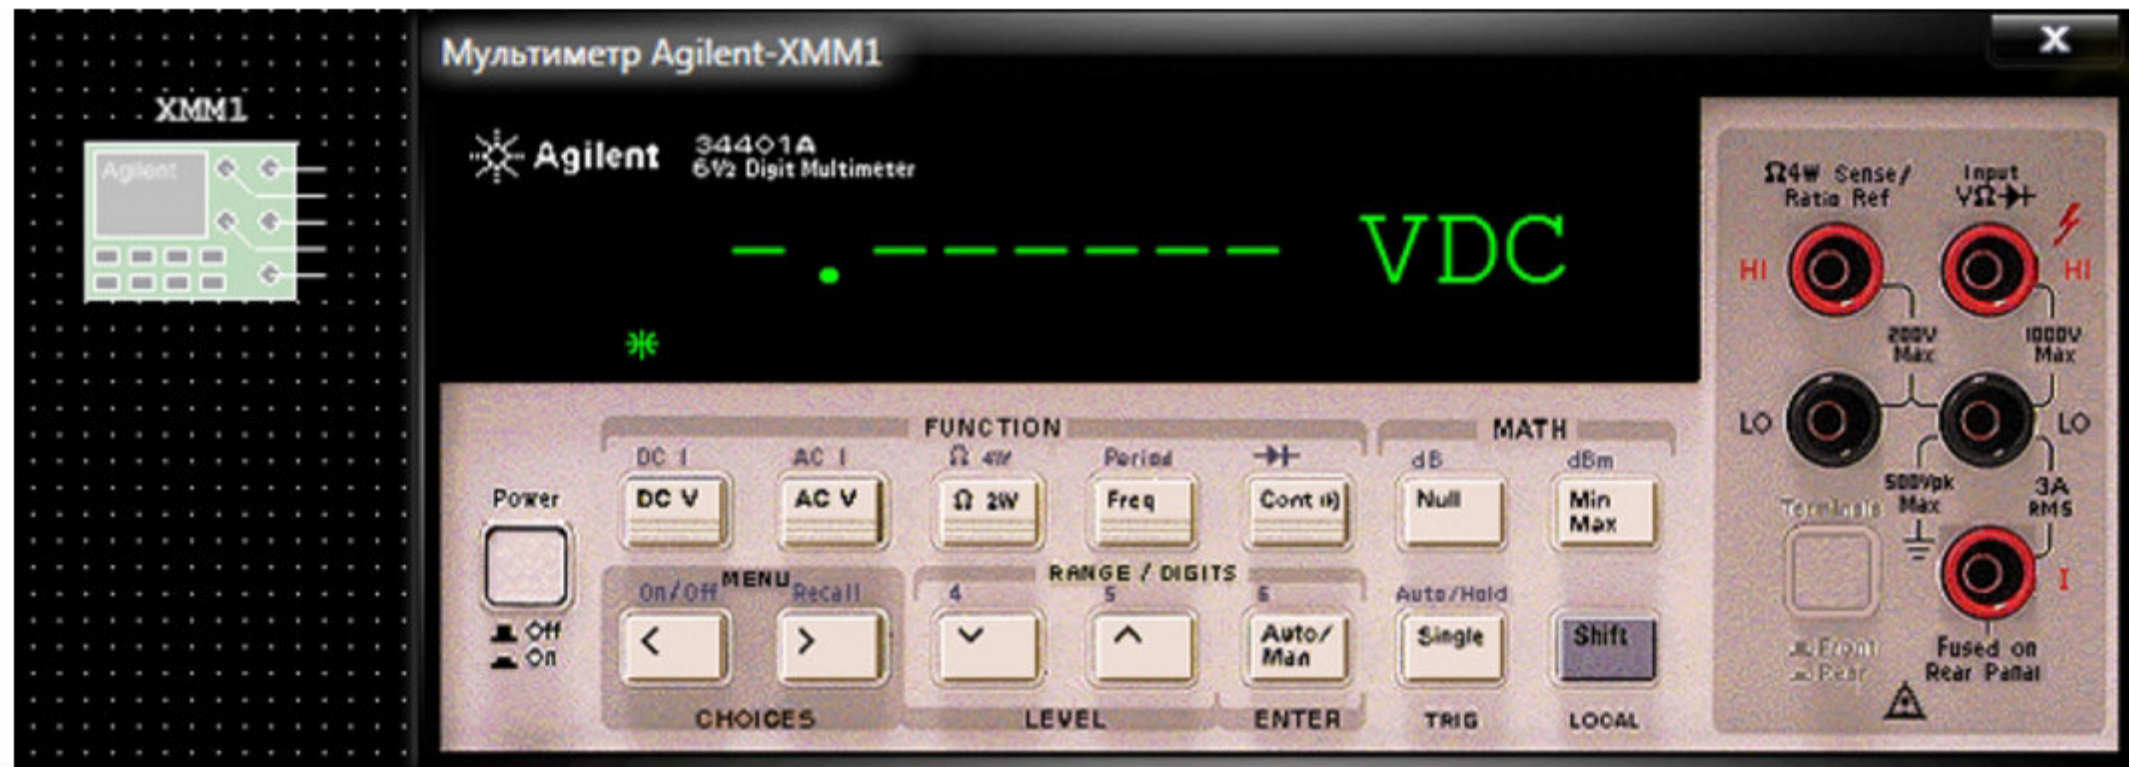 Мультиметр Agilent-XMM1
X
XMM1
Agilent
Agilent 34401A
6½ Digit Multimeter
-.------ VDC
Ω4W Sense/
Ratio Ref
Input
VΩ
HI
HI
200V
Max
1000V
Max
LO
LO
500Vpk
Max
3A
RMS
Terminals
I
Front
Rear
Fused on
Rear Panal
FUNCTION
MATH
DC I
AC I
Ω 4W
Period
dB
dBm
Power
DC V
AC V
Ω 2W
Freq
Cont
Null
Min
Max
MENU
RANGE / DIGITS
On/Off
Recall
4
5
6
Auto/Hold
Off
On
<
>
Auto/
Man
Single
Shift
CHOICES
LEVEL
ENTER
TRIG
LOCAL